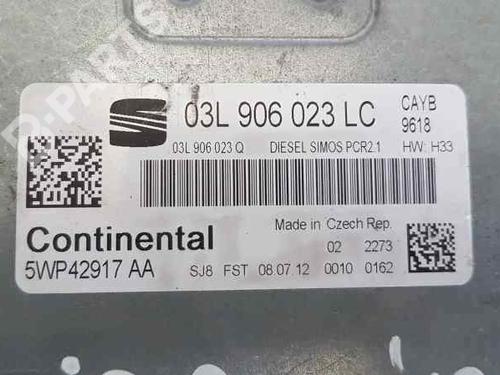 03L 906 023 LC CAYB
9618
03L 906 023 Q DIESEL SIMOS PCR2.1 HW: H33
Made in Czech Rep.
Continental 02 2273
5WP42917 AA SJ8 FST 08.07.12 0010 0162
B-PARTS